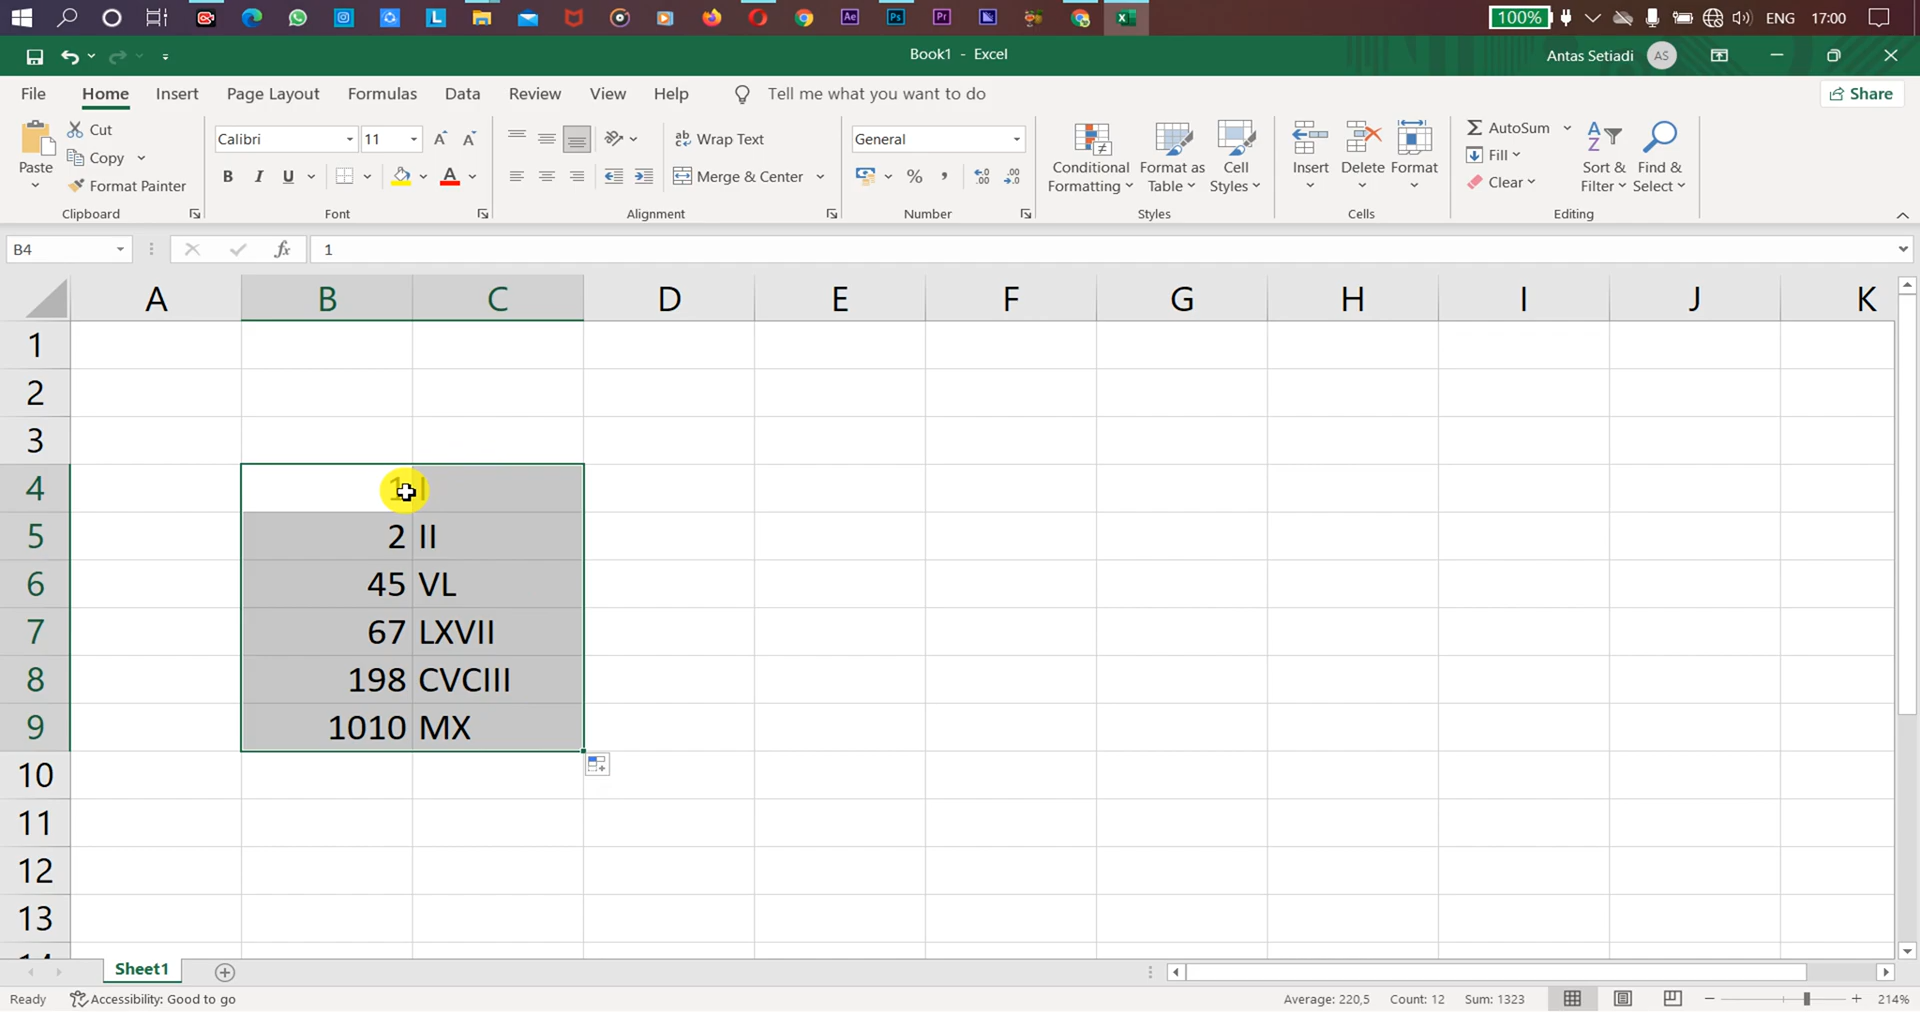 100% ENG 17:00
Book1 - Excel Antas Setiadi AS
File Home Insert Page Layout Formulas Data Review View Help Tell me what you want to do Share
Cut
Copy
Format Painter
Paste
Clipboard
Calibri 11
B I U
Font
Wrap Text
Merge & Center
Alignment
General
Number
Conditional Formatting
Format as Table
Cell Styles
Styles
Insert Delete Format
Cells
AutoSum
Fill
Clear
Sort & Filter
Find & Select
Editing
B4 fx 1
A B C D E F G H I J K
1
2
3
4 1 I
5 2 II
6 45 VL
7 67 LXVII
8 198 CVCIII
9 1010 MX
10
11
12
13
Sheet1
Ready Accessibility: Good to go Average: 220,5 Count: 12 Sum: 1323 214%